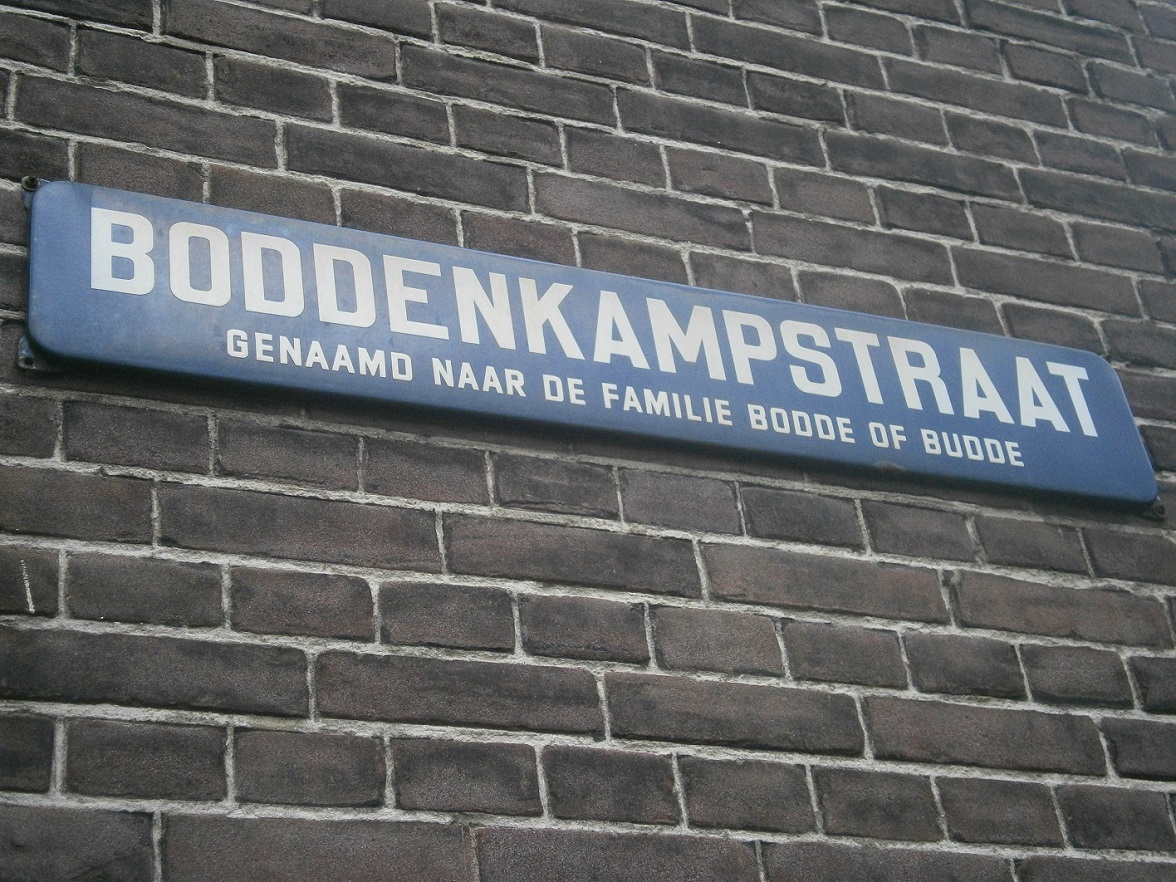 BODDENKAMPSTRAAT
GENAAMD NAAR DE FAMILIE BODDE OF BUDDE